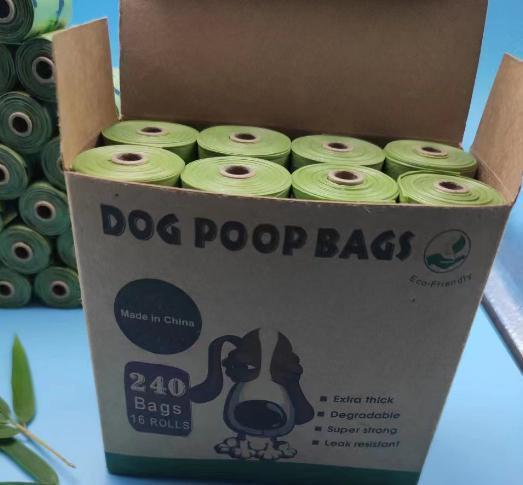 DOG POOP BAGS
Eco-Friendly
Made in China
240
Bags
16 ROLLS
■ Extra thick
■ Degradable
■ Super strong
■ Leak resistant